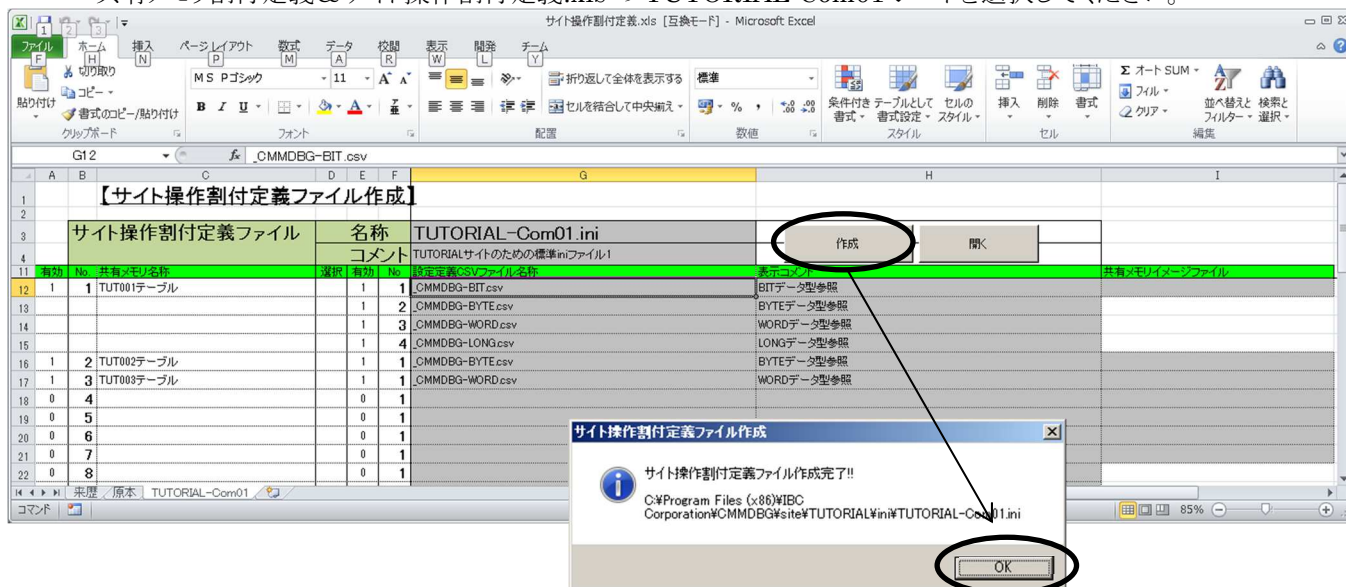 サイト操作割付定義.xls [互換モード] - Microsoft Excel
1 2 3
ファイル ホーム 挿入 ページレイアウト 数式 データ 校閲 表示 開発 チーム
F H N P M A R W L Y
切り取り
コピー
書式のコピー/貼り付け
貼り付け
クリップボード
MS Pゴシック 11
B I U
フォント
折り返して全体を表示する
セルを結合して中央揃え
配置
標準
数値
条件付き書式 テーブルとして書式設定 セルのスタイル
スタイル
挿入 削除 書式
セル
Σ オート SUM
フィル
クリア
並べ替えとフィルター 検索と選択
編集
G12 fx _CMMDBG-BIT.csv
A B C D E F G H I
1 【サイト操作割付定義ファイル作成】
2
3 サイト操作割付定義ファイル 名称 TUTORIAL-Com01.ini 作成 開く
4 コメント TUTORIALサイトのための標準iniファイル1
11 有効 No. 共有メモリ名称 選択 有効 No 設定定義CSVファイル名称 表示コメント 共有メモリイメージファイル
12 1 1 TUT001テーブル 1 1 _CMMDBG-BIT.csv BITデータ型参照
13 1 2 _CMMDBG-BYTE.csv BYTEデータ型参照
14 1 3 _CMMDBG-WORD.csv WORDデータ型参照
15 1 4 _CMMDBG-LONG.csv LONGデータ型参照
16 1 2 TUT002テーブル 1 1 _CMMDBG-BYTE.csv BYTEデータ型参照
17 1 3 TUT003テーブル 1 1 _CMMDBG-WORD.csv WORDデータ型参照
18 0 4 0 1
19 0 5 0 1
20 0 6 0 1
21 0 7 0 1
22 0 8 0 1
サイト操作割付定義ファイル作成
サイト操作割付定義ファイル作成完了!!
C:¥Program Files (x86)¥IBC
Corporation¥CMMDBG¥site¥TUTORIAL¥ini¥TUTORIAL-Com01.ini
OK
来歴 原本 TUTORIAL-Com01
コマンド 85%